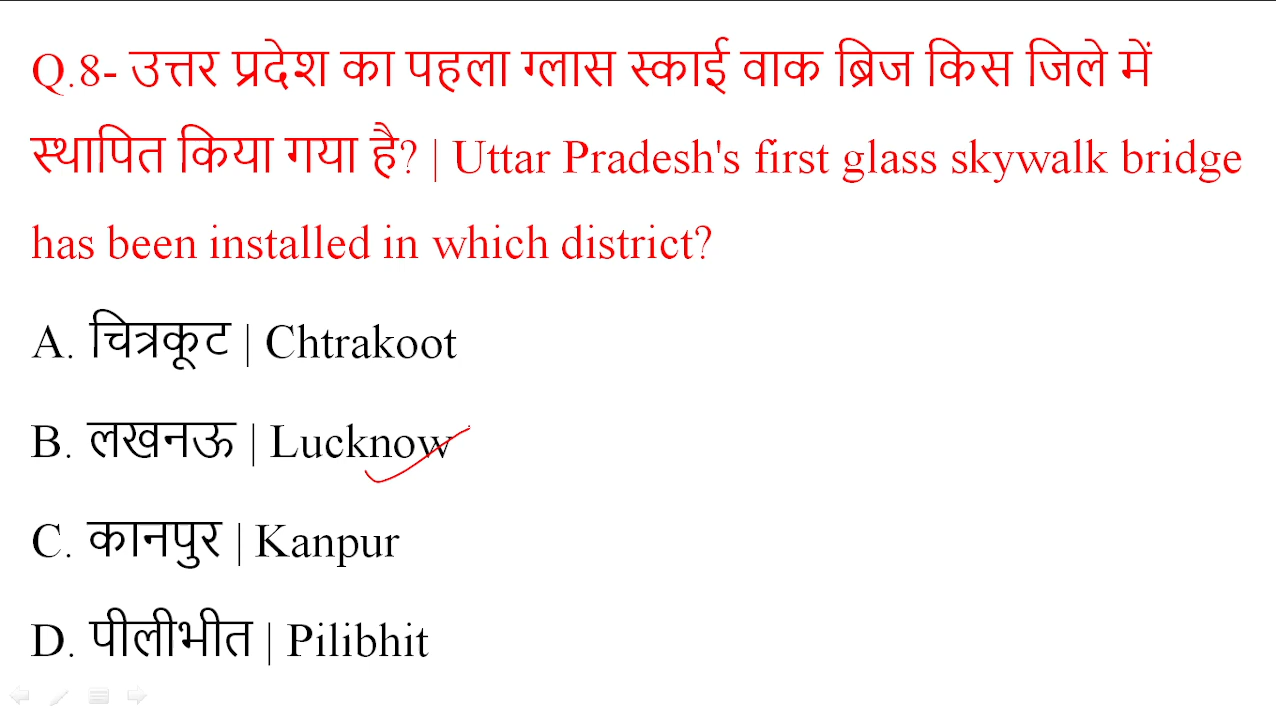 Q.8- उत्तर प्रदेश का पहला ग्लास स्काई वाक ब्रिज किस जिले में
स्थापित किया गया है? | Uttar Pradesh's first glass skywalk bridge
has been installed in which district?
A. चित्रकूट | Chtrakoot
B. लखनऊ | Lucknow
C. कानपुर | Kanpur
D. पीलीभीत | Pilibhit